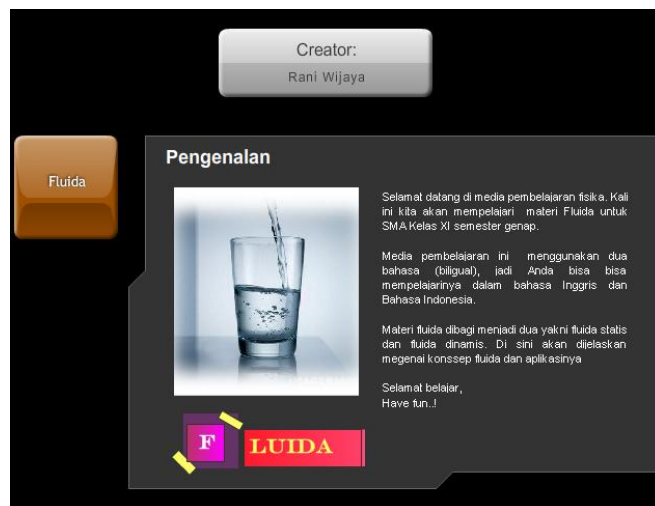 Creator:
Rani Wijaya
Fluida
Pengenalan
Selamat datang di media pembelajaran fisika. Kali
ini kita akan mempelajari materi Fluida untuk
SMA Kelas XI semester genap.
Media pembelajaran ini menggunakan dua
bahasa (biligual), jadi Anda bisa bisa
mempelajarinya dalam bahasa Inggris dan
Bahasa Indonesia.
Materi fluida dibagi menjadi dua yakni fluida statis
dan fluida dinamis. Di sini akan dijelaskan
megenai konssep fluida dan aplikasinya
Selamat belajar,
Have fun..!
F LUIDA